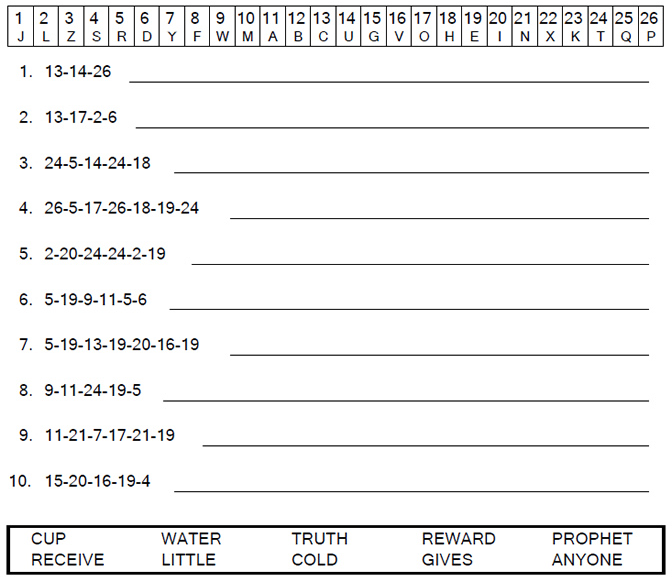 1 2 3 4 5 6 7 8 9 10 11 12 13 14 15 16 17 18 19 20 21 22 23 24 25 26
J L Z S R D Y F W M A B C U G V O H E I N X K T Q P
1. 13-14-26
2. 13-17-2-6
3. 24-5-14-24-18
4. 26-5-17-26-18-19-24
5. 2-20-24-24-2-19
6. 5-19-9-11-5-6
7. 5-19-13-19-20-16-19
8. 9-11-24-19-5
9. 11-21-7-17-21-19
10. 15-20-16-19-4
CUP WATER TRUTH REWARD PROPHET
RECEIVE LITTLE COLD GIVES ANYONE